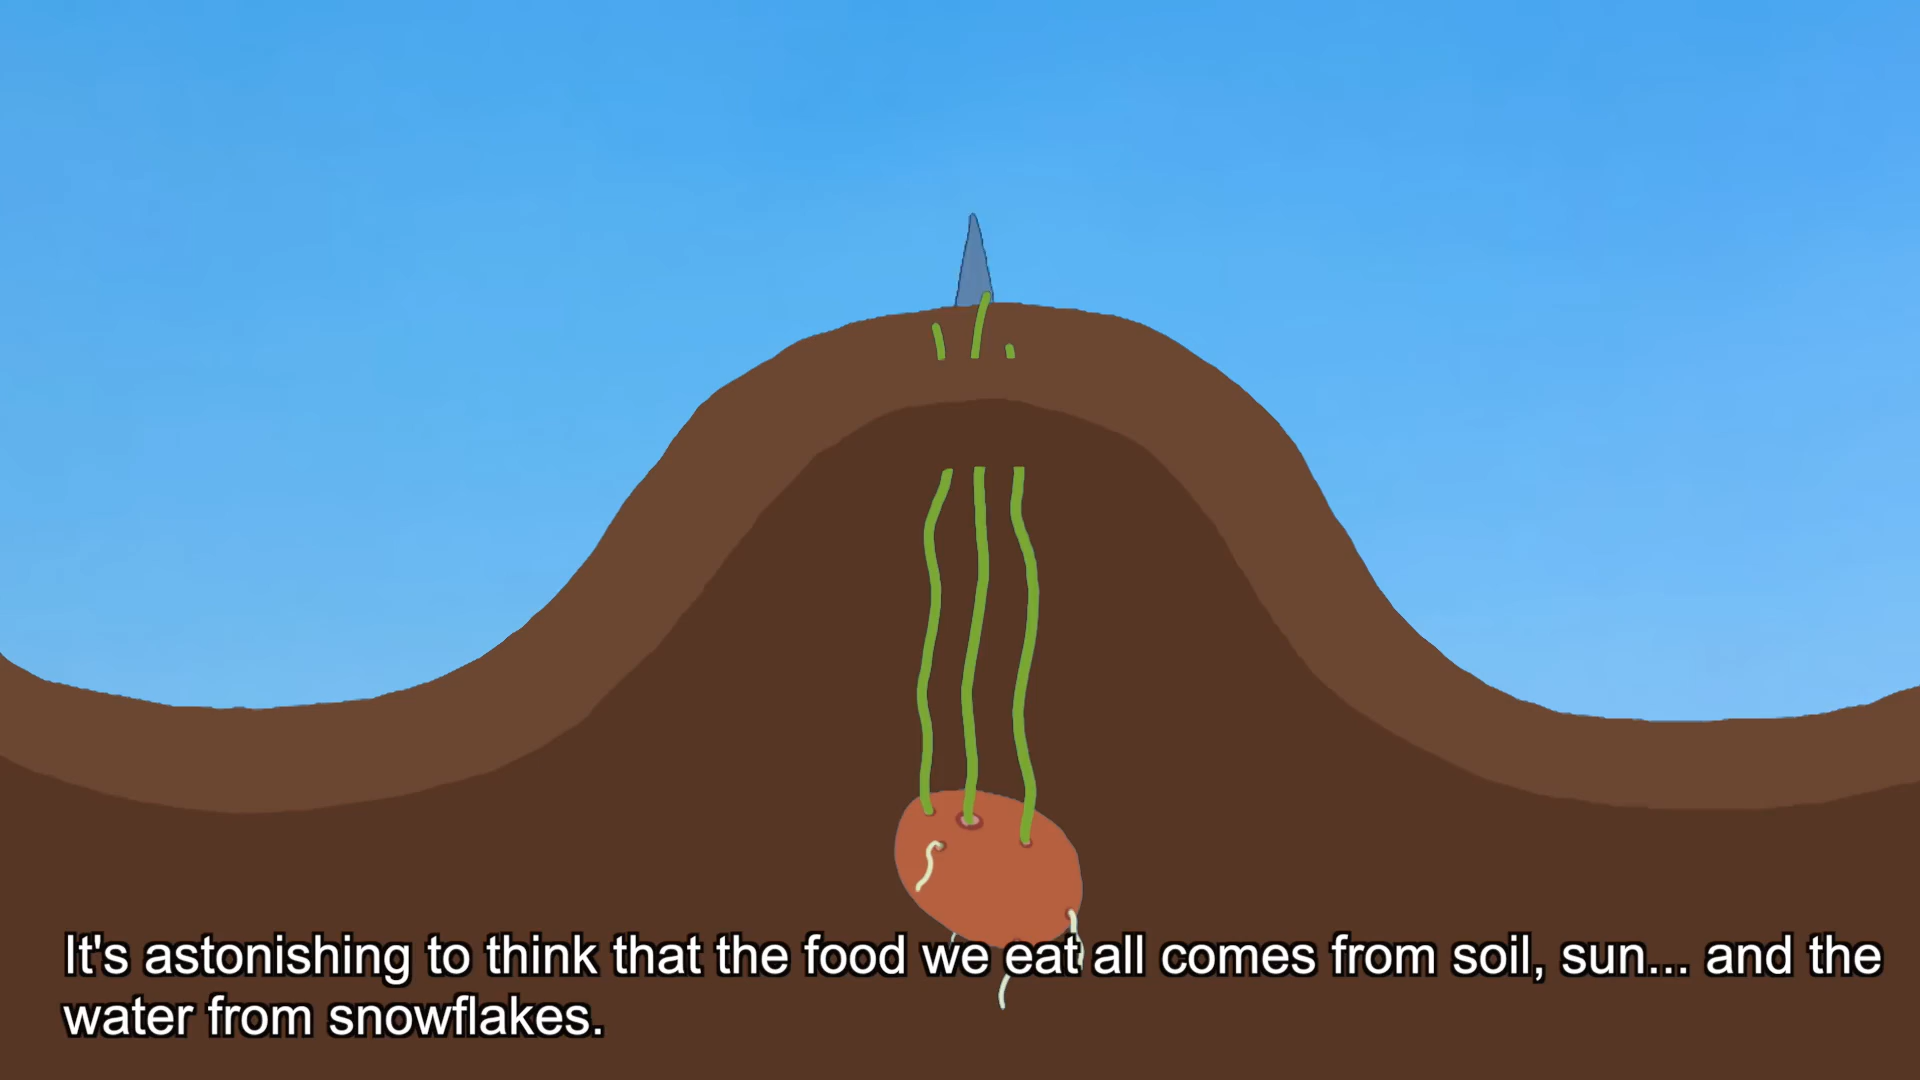 It's astonishing to think that the food we eat all comes from soil, sun... and the
water from snowflakes.